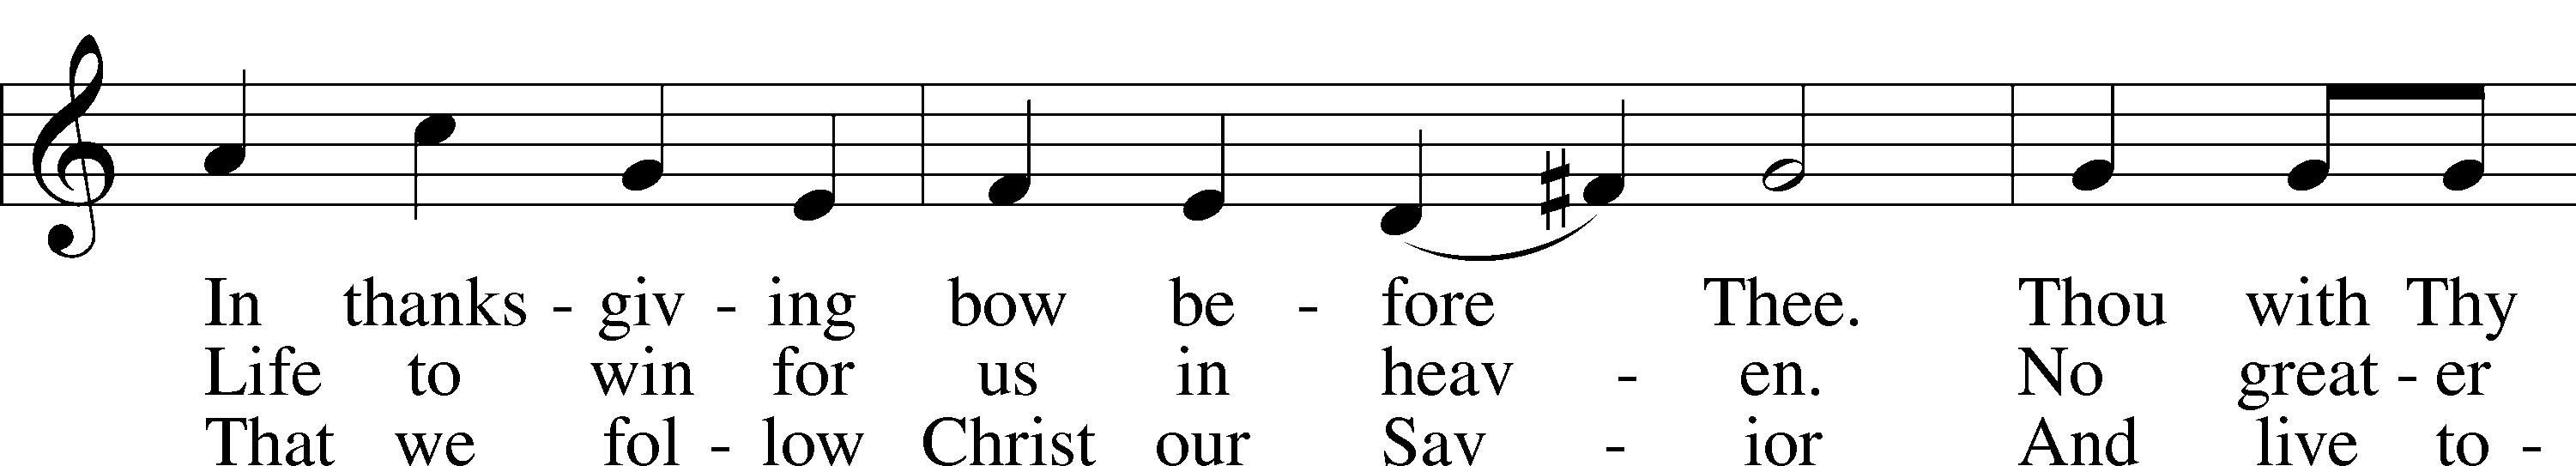 In thanks - giv - ing bow be - fore Thee. Thou with Thy
Life to win for us in heav - en. No great - er
That we fol - low Christ our Sav - ior And live to -